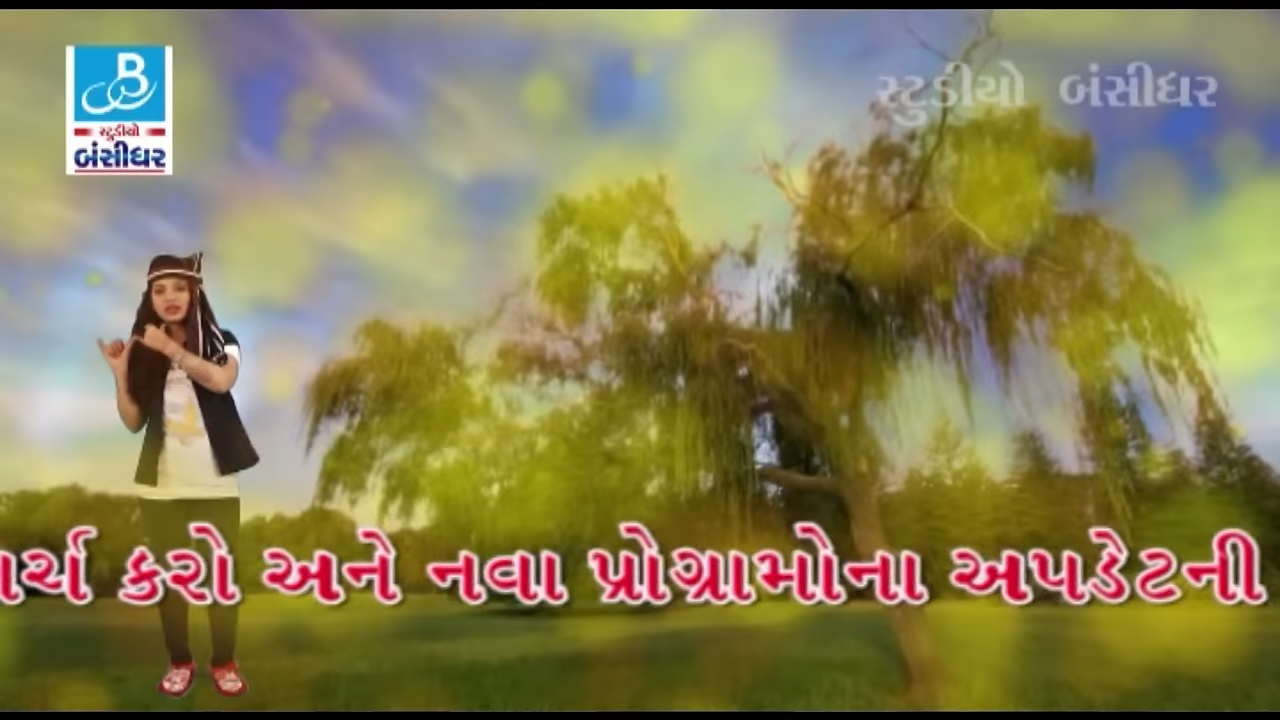 B
સ્ટુડીયો
બંસીધર
સ્ટુડીયો બંસીધર
કરો અને નવા પ્રોગ્રામોના અપડેટની